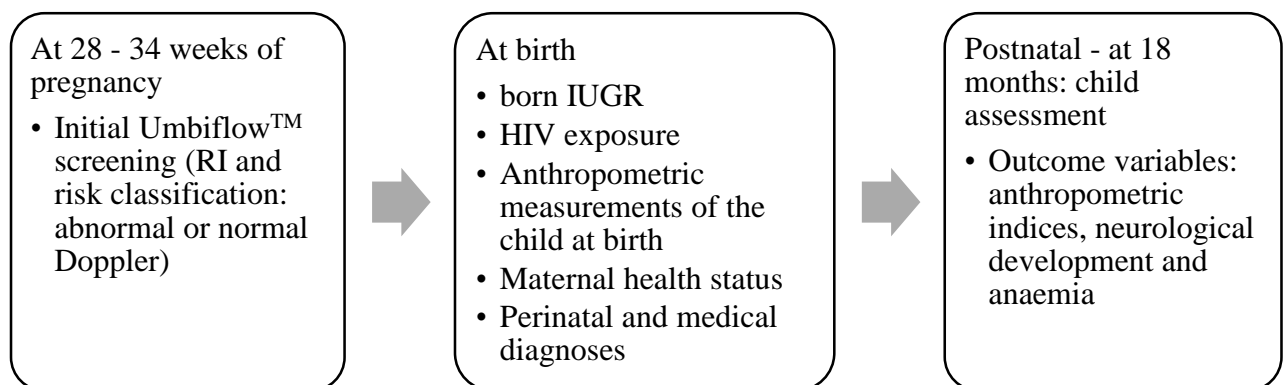 At 28 - 34 weeks of
pregnancy
• Initial Umbiflow™
screening (RI and
risk classification:
abnormal or normal
Doppler)
At birth
• born IUGR
• HIV exposure
• Anthropometric
measurements of the
child at birth
• Maternal health status
• Perinatal and medical
diagnoses
Postnatal - at 18
months: child
assessment
• Outcome variables:
anthropometric
indices, neurological
development and
anaemia